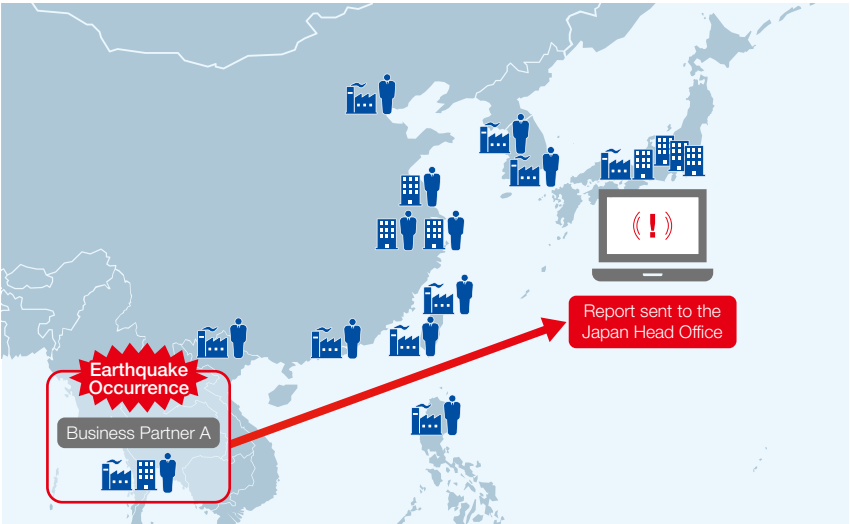 Report sent to the
Japan Head Office
Earthquake
Occurrence
Business Partner A